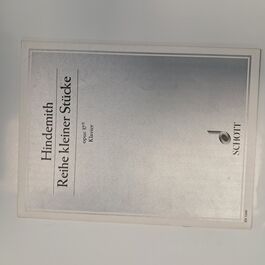 Hindemith
Reihe kleiner Stücke
Klavier
SCHOTT